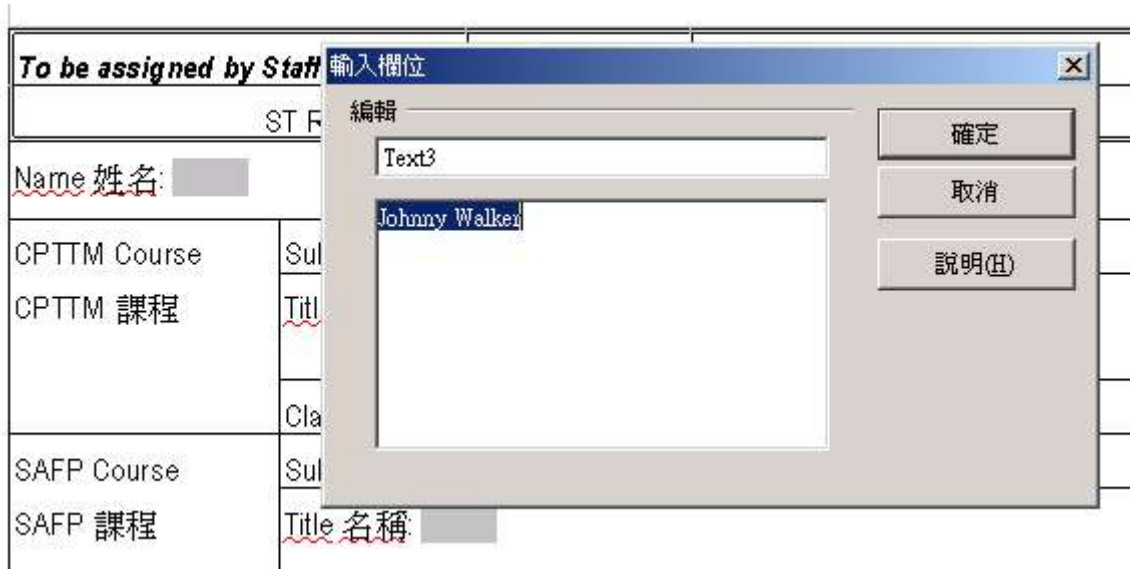 To be assigned by Staff
輸入欄位
編輯
Text3
Johnny Walker
確定
取消
說明(H)
ST R
Name 姓名:
CPTTM Course
CPTTM 課程
Sul
Titl
Cla
SAFP Course
SAFP 課程
Sul
Title 名稱: